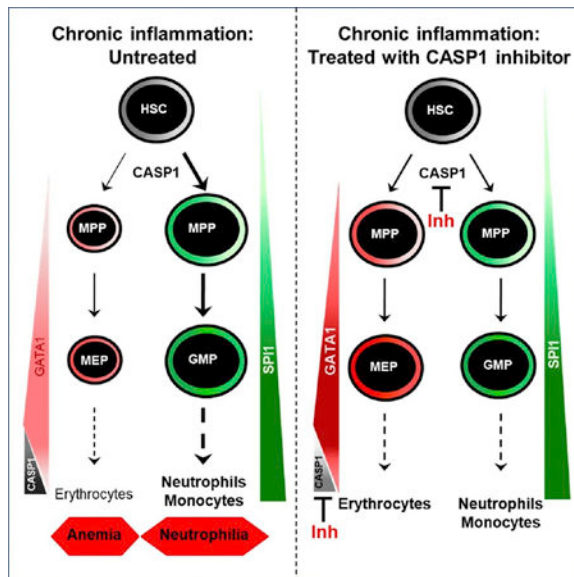 Chronic inflammation:
Untreated
HSC
CASP1
MPP
MPP
GATA1
SPI1
MEP
GMP
CASP1
Erythrocytes
Neutrophils
Monocytes
Anemia
Neutrophilia
Chronic inflammation:
Treated with CASP1 inhibitor
HSC
CASP1
Inh
MPP
MPP
GATA1
SPI1
MEP
GMP
CASP1
Inh
Erythrocytes
Neutrophils
Monocytes